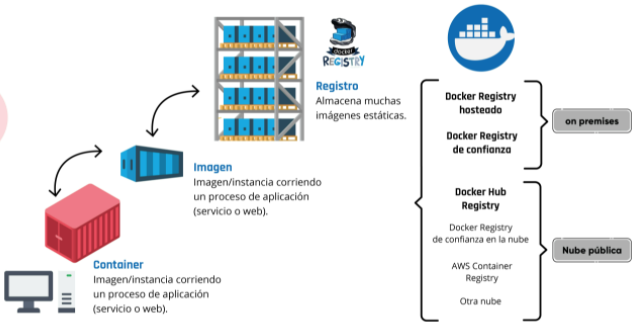 docker
REGISTRY
Registro
Almacena muchas
imágenes estáticas.
Imagen
Imagen/instancia corriendo
un proceso de aplicación
(servicio o web).
Container
Imagen/instancia corriendo
un proceso de aplicación
(servicio o web).
Docker Registry
hosteado
Docker Registry
de confianza
on premises
Docker Hub
Registry
Docker Registry
de confianza en la nube
AWS Container
Registry
Otra nube
Nube pública